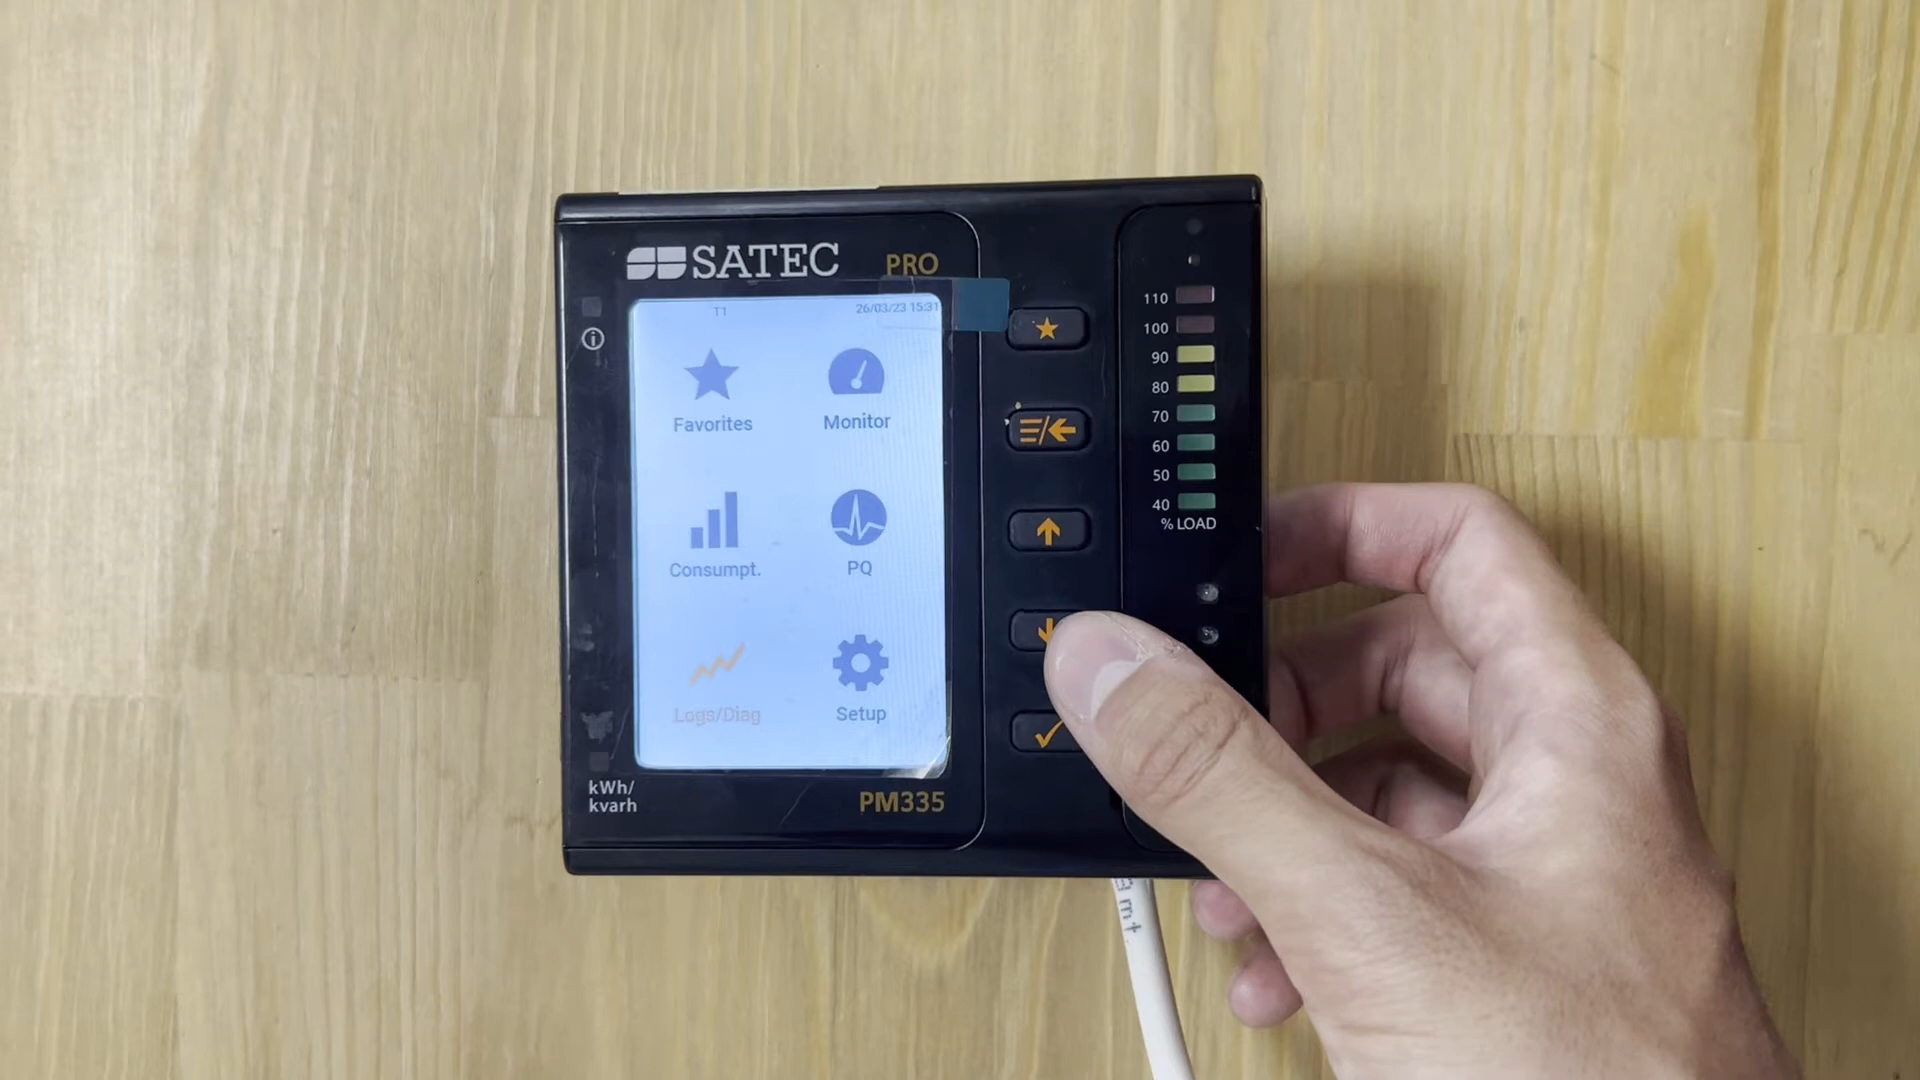 SATEC
PRO
T1
26/03/23 15:31
Favorites
Monitor
Consumpt.
PQ
Logs/Diag
Setup
kWh/
kvarh
PM335
110
100
90
80
70
60
50
40
% LOAD